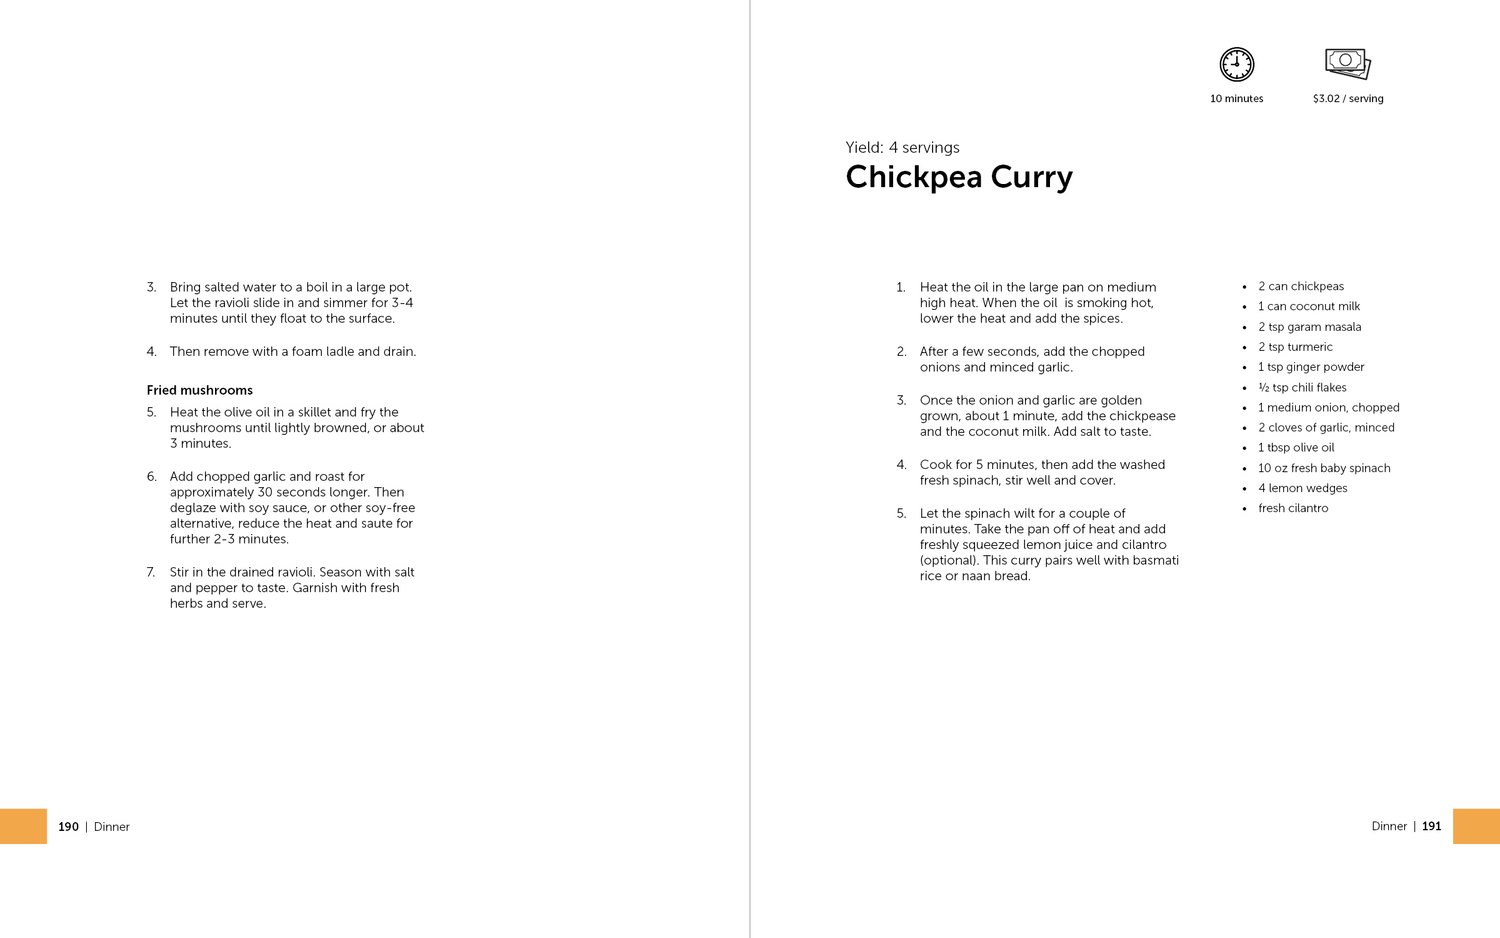 3. Bring salted water to a boil in a large pot.
Let the ravioli slide in and simmer for 3-4
minutes until they float to the surface.
4. Then remove with a foam ladle and drain.
Fried mushrooms
5. Heat the olive oil in a skillet and fry the
mushrooms until lightly browned, or about
3 minutes.
6. Add chopped garlic and roast for
approximately 30 seconds longer. Then
deglaze with soy sauce, or other soy-free
alternative, reduce the heat and saute for
further 2-3 minutes.
7. Stir in the drained ravioli. Season with salt
and pepper to taste. Garnish with fresh
herbs and serve.
190 | Dinner
10 minutes
$3.02 / serving
Yield: 4 servings
Chickpea Curry
1. Heat the oil in the large pan on medium
high heat. When the oil  is smoking hot,
lower the heat and add the spices.
2. After a few seconds, add the chopped
onions and minced garlic.
3. Once the onion and garlic are golden
grown, about 1 minute, add the chickpease
and the coconut milk. Add salt to taste.
4. Cook for 5 minutes, then add the washed
fresh spinach, stir well and cover.
5. Let the spinach wilt for a couple of
minutes. Take the pan off of heat and add
freshly squeezed lemon juice and cilantro
(optional). This curry pairs well with basmati
rice or naan bread.
• 2 can chickpeas
• 1 can coconut milk
• 2 tsp garam masala
• 2 tsp turmeric
• 1 tsp ginger powder
• ½ tsp chili flakes
• 1 medium onion, chopped
• 2 cloves of garlic, minced
• 1 tbsp olive oil
• 10 oz fresh baby spinach
• 4 lemon wedges
• fresh cilantro
Dinner | 191